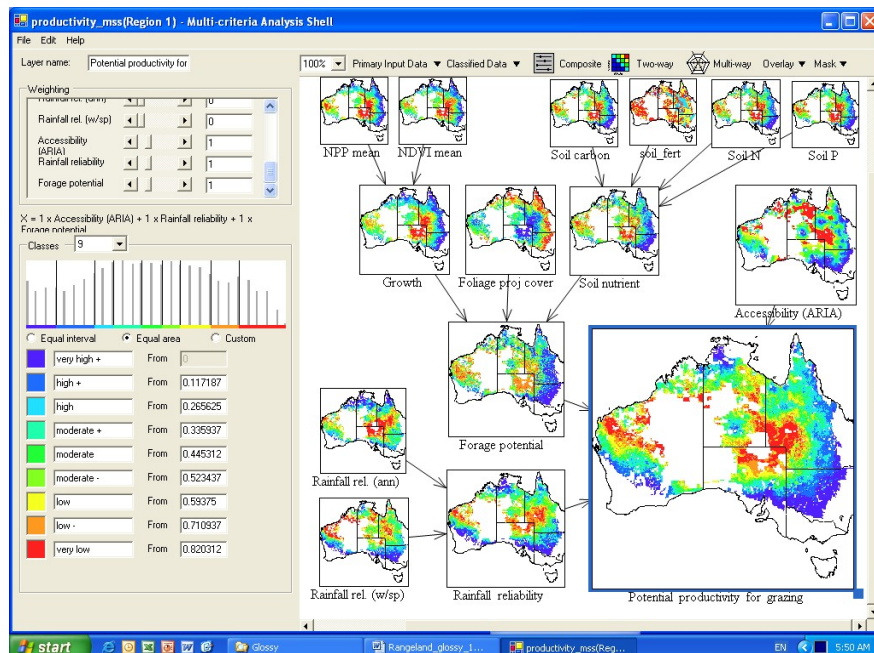 productivity_mss(Region 1) - Multi-criteria Analysis Shell
File Edit Help
Layer name: Potential productivity for
100% Primary Input Data Classified Data Composite Two-way Multi-way Overlay Mask
Weighting
Rainfall rel. (ann) 0
Rainfall rel. (w/sp) 0
Accessibility (ARIA) 1
Rainfall reliability 1
Forage potential 1
X = 1 x Accessibility (ARIA) + 1 x Rainfall reliability + 1 x
Forage potential
Classes 9
Equal interval Equal area Custom
very high + From 0
high + From 0.117187
high From 0.265625
moderate + From 0.335937
moderate From 0.445312
moderate - From 0.523437
low From 0.59375
low - From 0.710937
very low From 0.820312
NPP mean NDVI mean Soil carbon soil_fert Soil N Soil P
Growth Foliage proj cover Soil nutrient
Accessibility (ARIA)
Forage potential
Rainfall rel. (ann)
Rainfall rel. (w/sp) Rainfall reliability Potential productivity for grazing
start Glossy Rangeland_glossy_1... productivity_mss(Reg... EN 5:50 AM